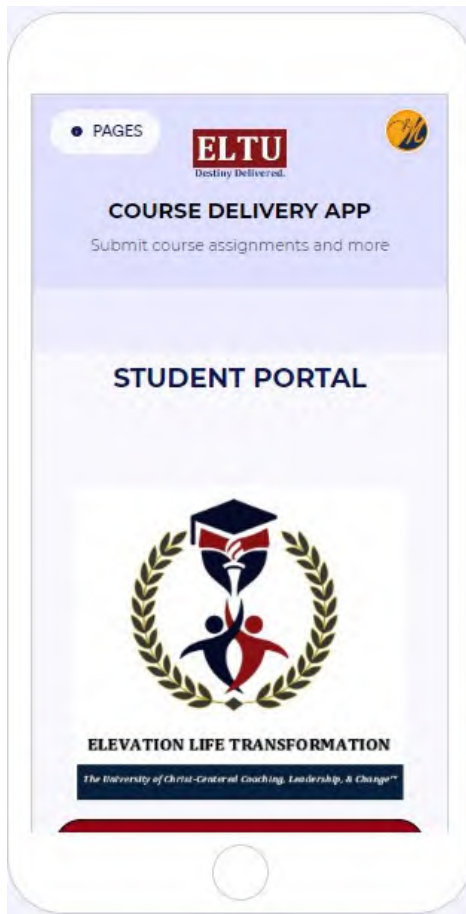 PAGES
ELTU
Destiny Delivered.
COURSE DELIVERY APP
Submit course assignments and more
STUDENT PORTAL
ELEVATION LIFE TRANSFORMATION
The University of Christ-Centered Coaching, Leadership, & Change™